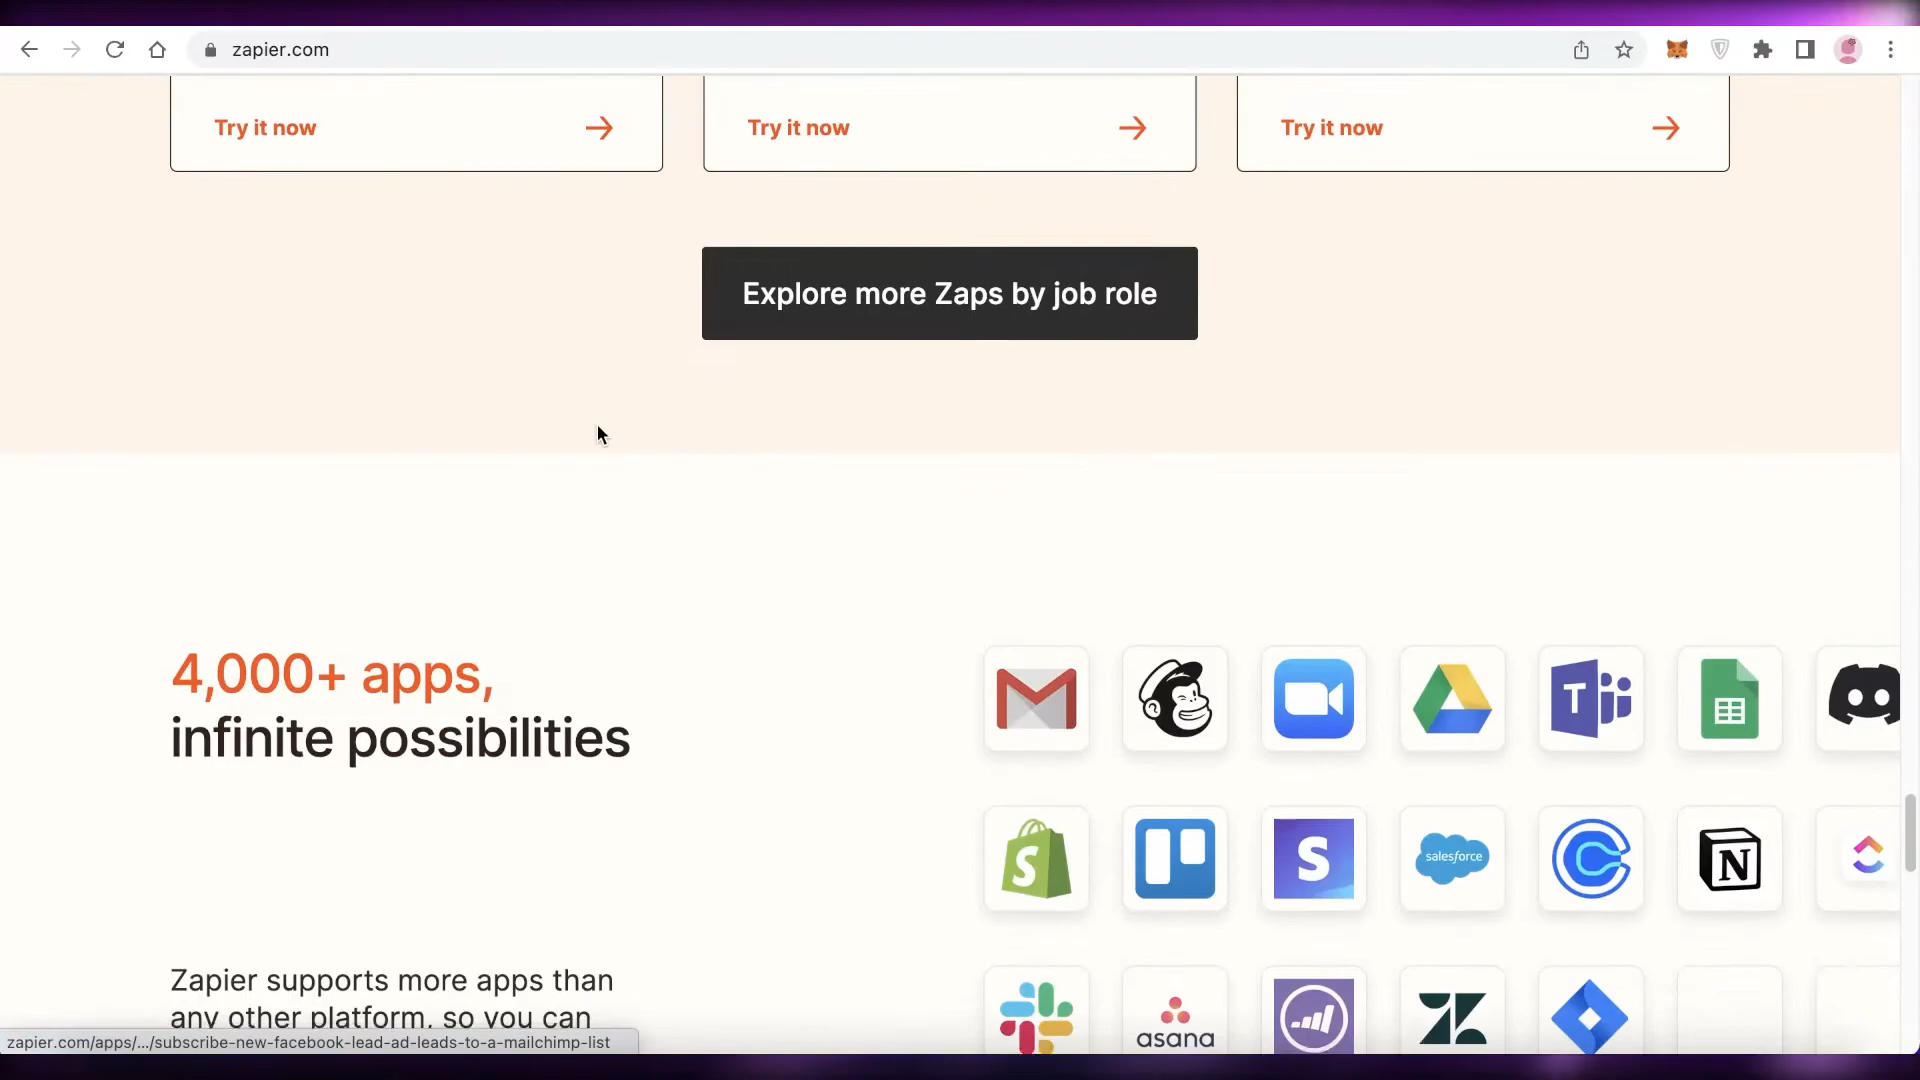 zapier.com
Try it now
Try it now
Try it now
Explore more Zaps by job role
4,000+ apps,
infinite possibilities
T
S
S
salesforce
N
asana
Zapier supports more apps than
any other platform, so you can
zapier.com/apps/.../subscribe-new-facebook-lead-ad-leads-to-a-mailchimp-list